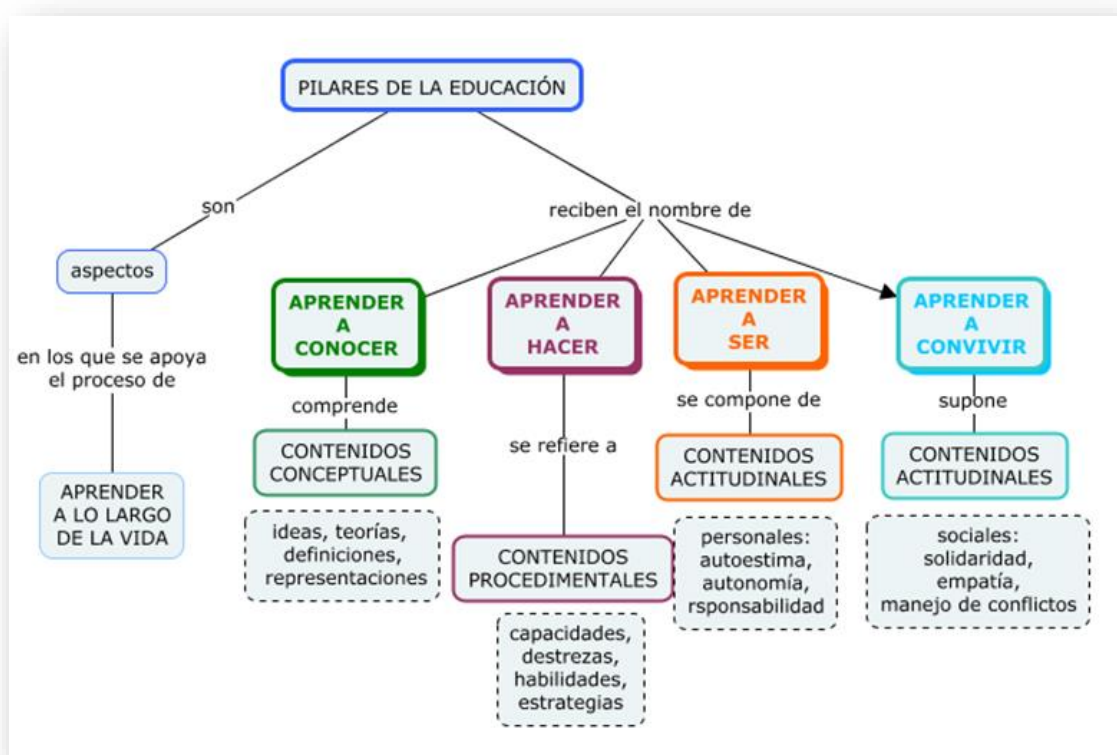 PILARES DE LA EDUCACIÓN
son
reciben el nombre de
aspectos
en los que se apoya
el proceso de
APRENDER
A LO LARGO
DE LA VIDA
APRENDER
A
CONOCER
comprende
CONTENIDOS
CONCEPTUALES
ideas, teorías,
definiciones,
representaciones
APRENDER
A
HACER
se refiere a
CONTENIDOS
PROCEDIMENTALES
capacidades,
destrezas,
habilidades,
estrategias
APRENDER
A
SER
se compone de
CONTENIDOS
ACTITUDINALES
personales:
autoestima,
autonomía,
rsponsabilidad
APRENDER
A
CONVIVIR
supone
CONTENIDOS
ACTITUDINALES
sociales:
solidaridad,
empatía,
manejo de conflictos